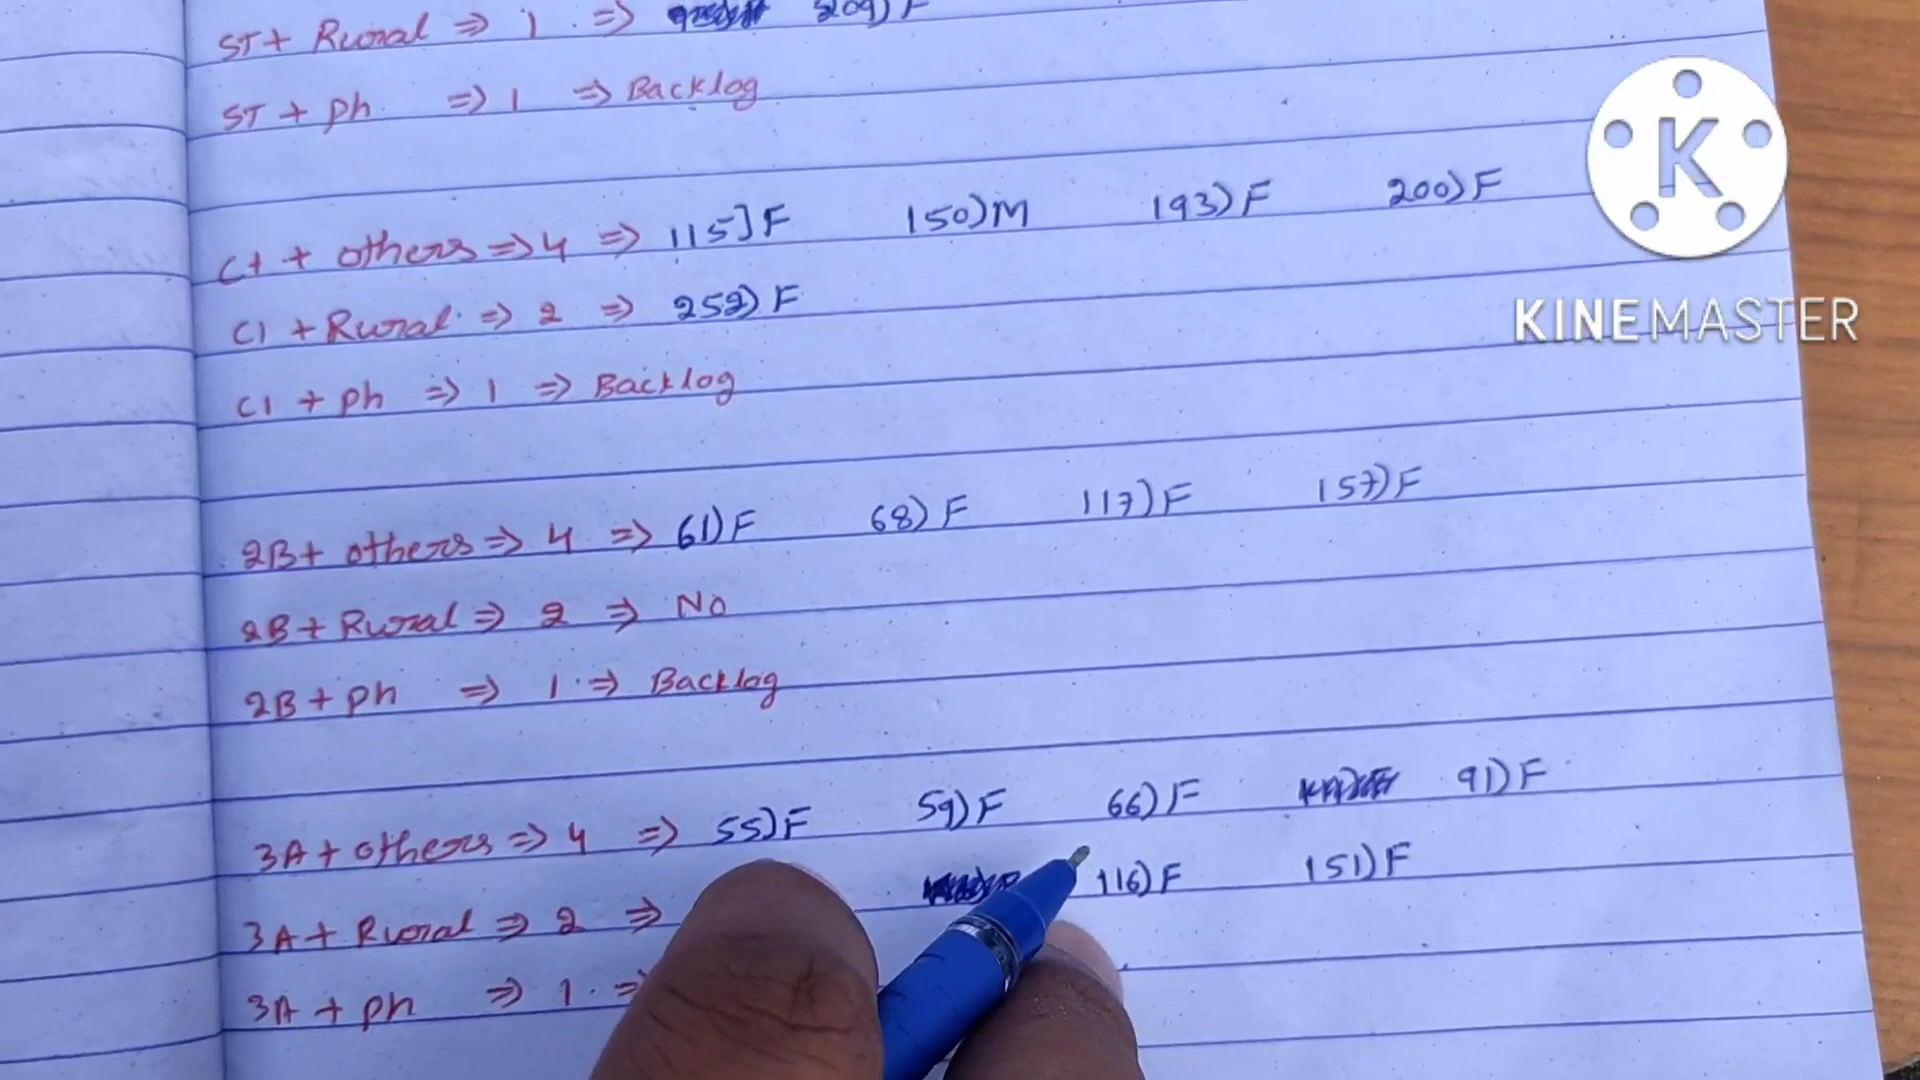 ST + Rural => 1 => 209) F
ST + ph => 1 => Backlog
C1 + others => 4 => 115] F 150) M 193) F 200) F
C1 + Rural => 2 => 252) F
C1 + ph => 1 => Backlog
2B + others => 4 => 61) F 68) F 117) F 157) F
2B + Rural => 2 => No
2B + ph => 1 => Backlog
3A + others => 4 => 55) F 59) F 66) F 91) F
3A + Rural => 2 => 116) F 151) F
3A + ph => 1 =>
K
KINEMASTER